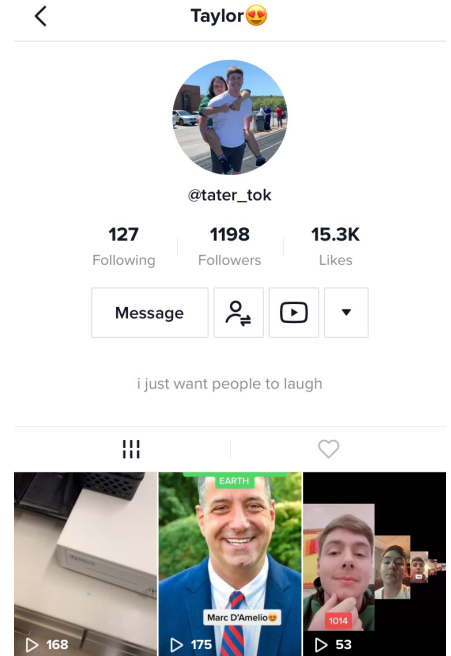 Taylor😍
@tater_tok
127 1198 15.3K
Following Followers Likes
Message
i just want people to laugh
EARTH
Marc D'Amelio😍
1014
168 175 53